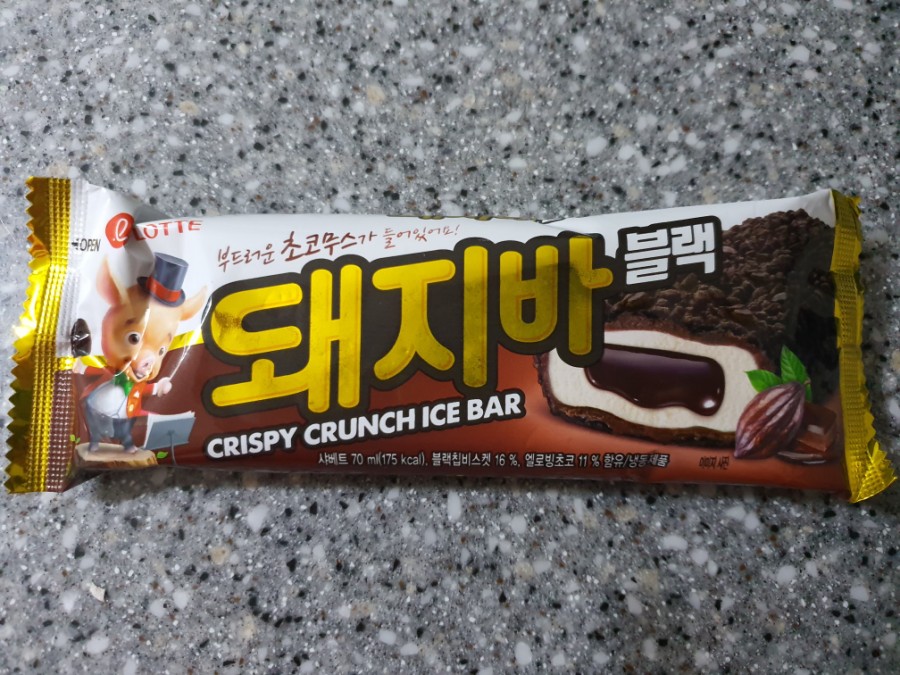 OPEN
LOTTE
부드러운 초코무스가 들어있어요!
돼지바 블랙
CRISPY CRUNCH ICE BAR
샤베트 70 ml(175 kcal), 블랙칩비스켓 16 %, 옐로빙초코 11 % 함유/냉동제품